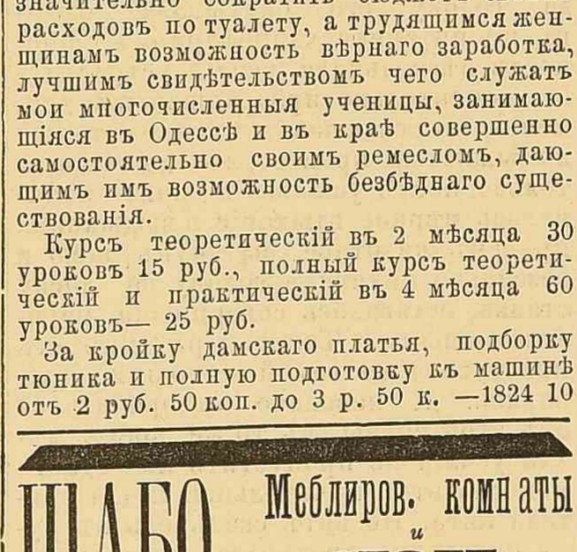 значительно сократить
расходовъ по туалету, а трудящимся жен-
щинамъ возможность вѣрнаго заработка,
лучшимъ свидѣтельствомъ чего служатъ
мои многочисленныя ученицы, занимаю-
щіяся въ Одессѣ и въ краѣ совершенно
самостоятельно своимъ ремесломъ, даю-
щимъ имъ возможность безбѣднаго суще-
ствованія.
Курсъ теоретическій въ 2 мѣсяца 30
уроковъ 15 руб., полный курсъ теорети-
ческій и практическій въ 4 мѣсяца 60
уроковъ— 25 руб.
За кройку дамскаго платья, подборку
тюника и полную подготовку къ машинѣ
отъ 2 руб. 50 коп. до 3 р. 50 к. —1824 10
ШАБО
Меблиров. комнаты
и